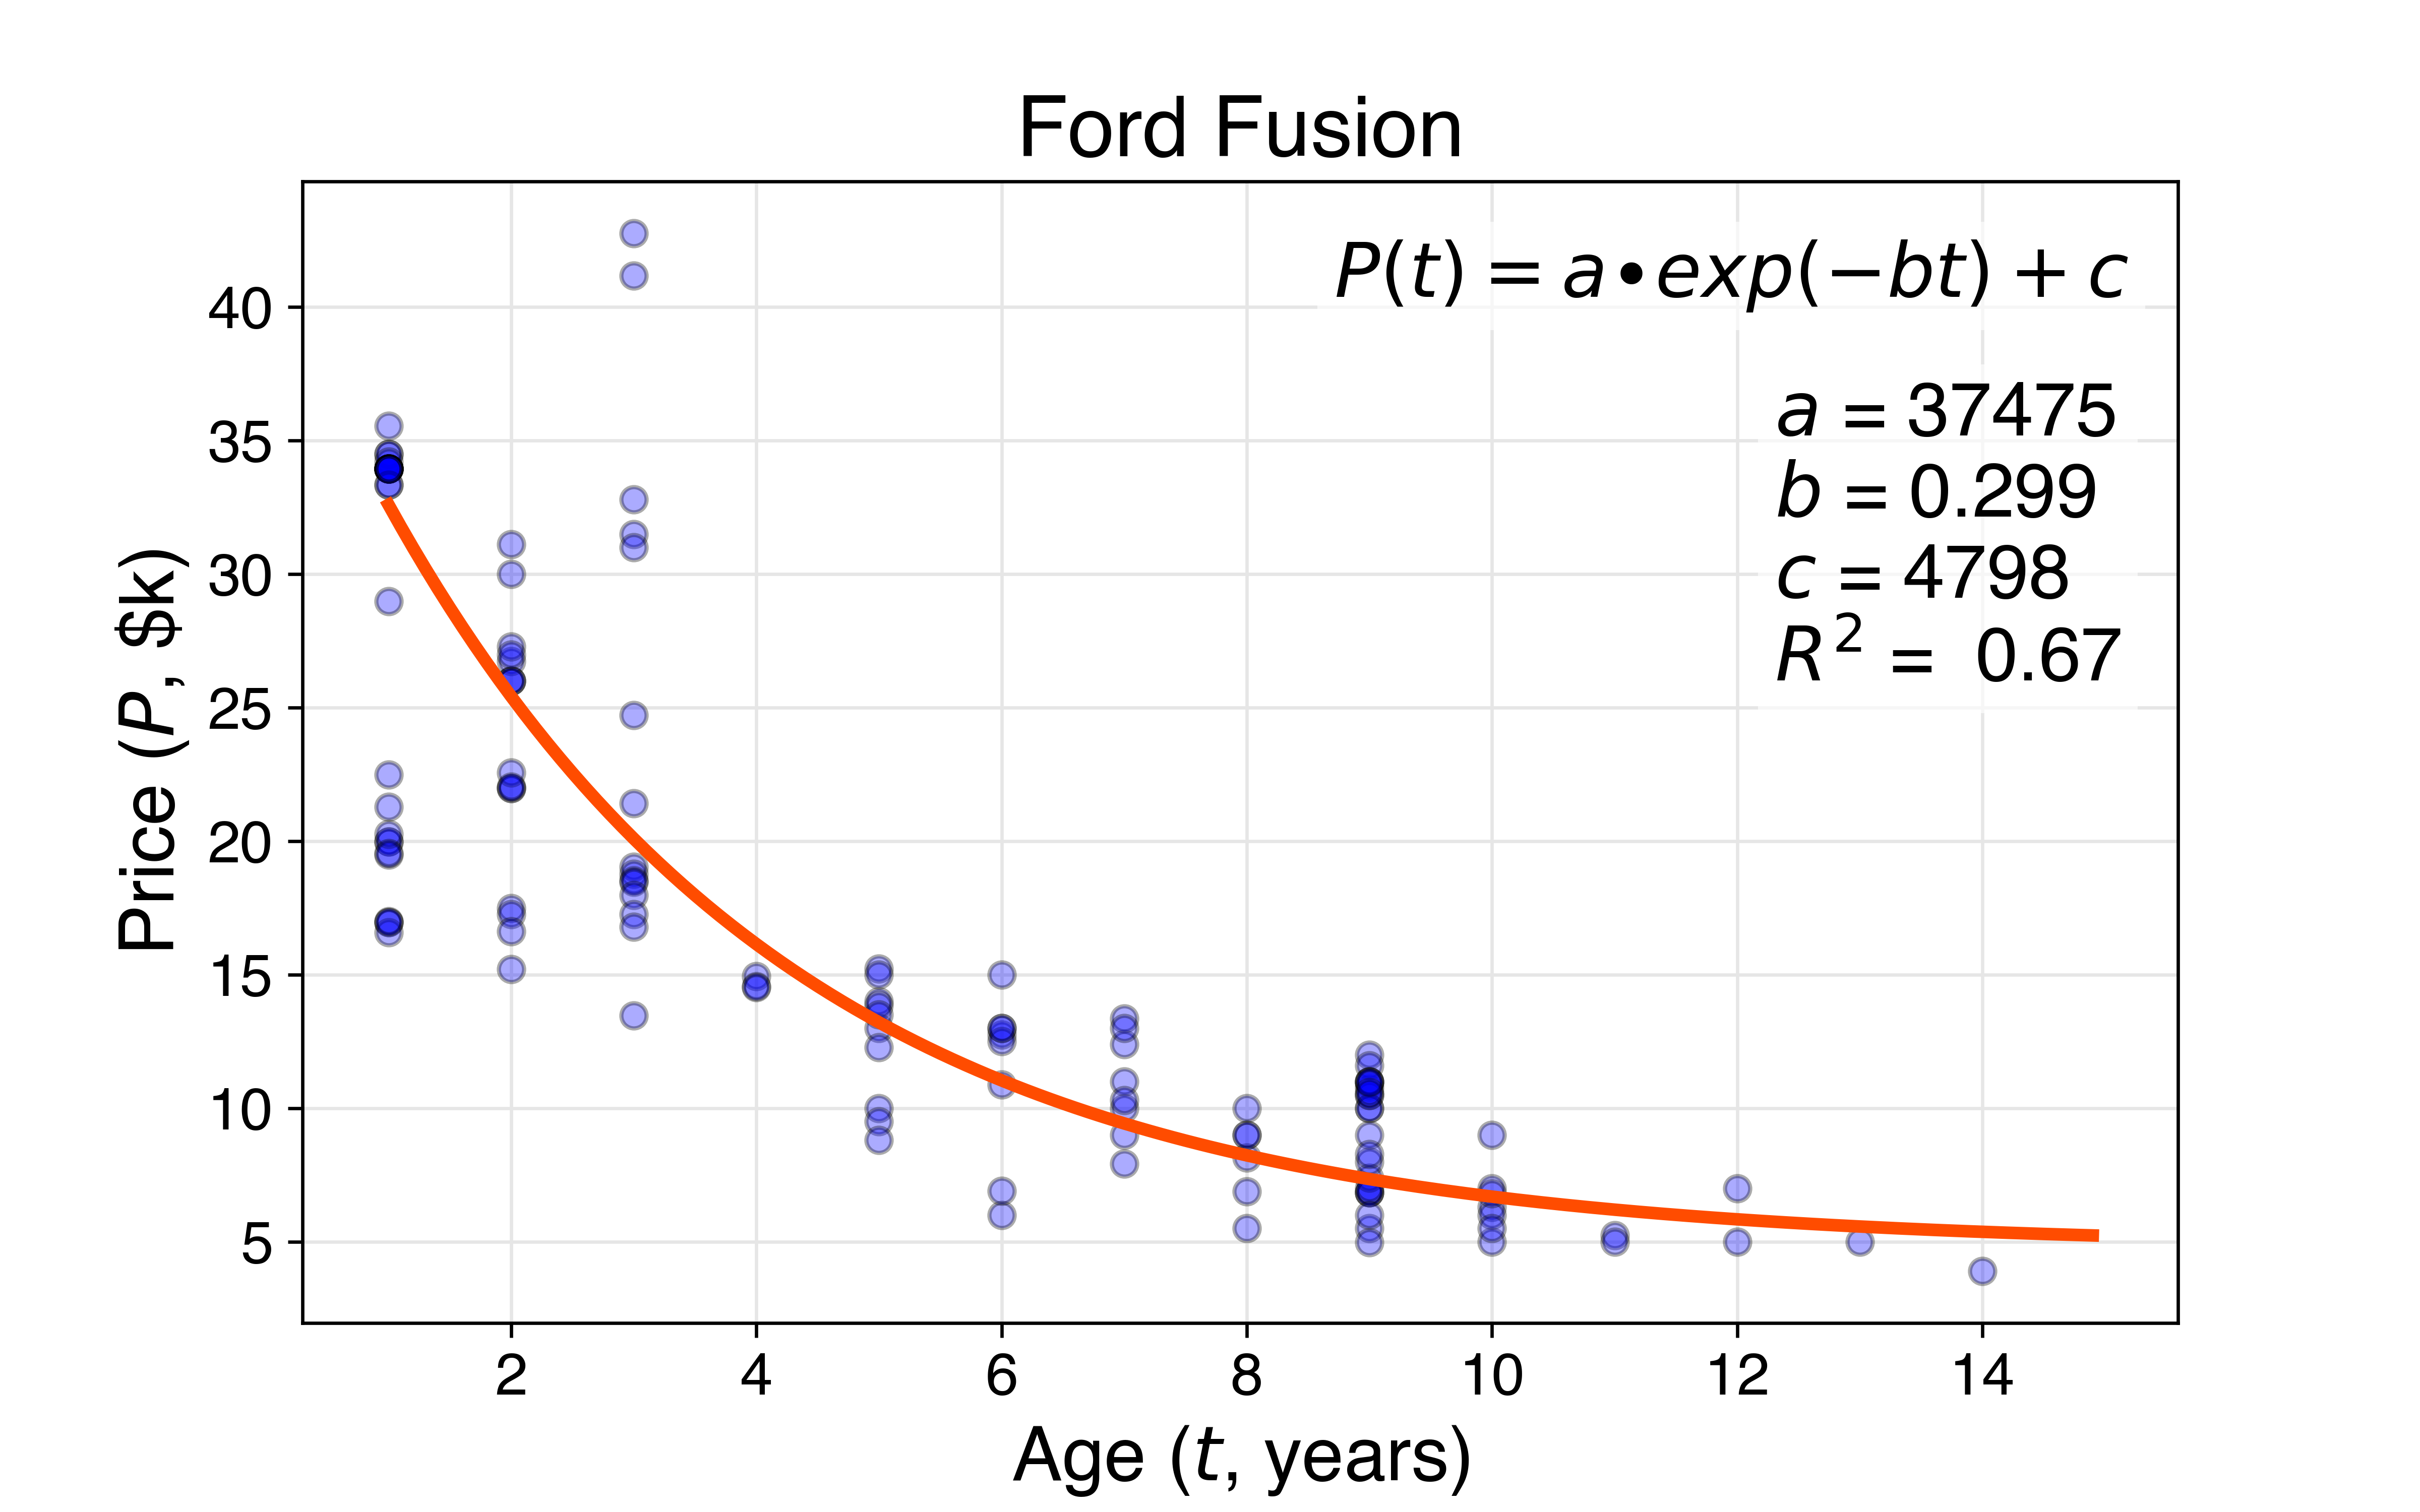 Ford Fusion
P(t) = a•exp(−bt) + c
a = 37475
b = 0.299
c = 4798
R² = 0.67
Price (P, $k)
40
35
30
25
20
15
10
5
2 4 6 8 10 12 14
Age (t, years)